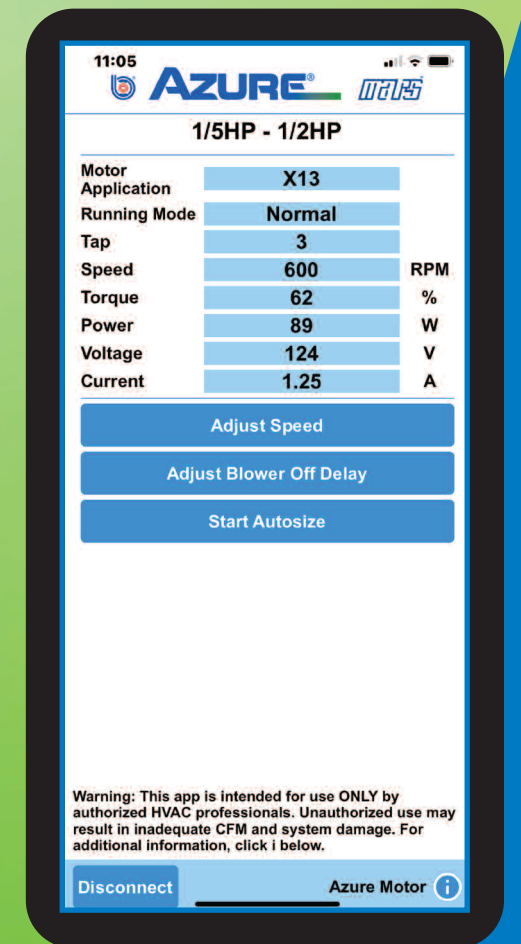 11:05
AZURE® mars
1/5HP - 1/2HP
Motor
Application X13
Running Mode Normal
Tap 3
Speed 600 RPM
Torque 62 %
Power 89 W
Voltage 124 V
Current 1.25 A
Adjust Speed
Adjust Blower Off Delay
Start Autosize
Warning: This app is intended for use ONLY by
authorized HVAC professionals. Unauthorized use may
result in inadequate CFM and system damage. For
additional information, click i below.
Disconnect Azure Motor i